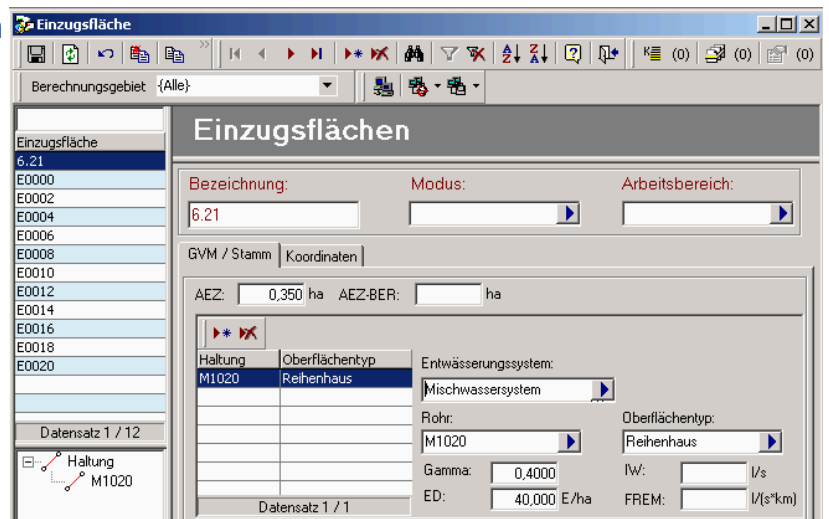 Einzugsfläche
(0) (0) (0)
Berechnungsgebiet {Alle}
Einzugsflächen
Einzugsfläche
6.21
E0000
E0002
E0004
E0006
E0008
E0010
E0012
E0014
E0016
E0018
E0020
Datensatz 1 / 12
Haltung
M1020
Bezeichnung: Modus: Arbeitsbereich:
6.21
GVM / Stamm Koordinaten
AEZ: 0,350 ha AEZ-BER: ha
Haltung Oberflächentyp
M1020 Reihenhaus
Datensatz 1 / 1
Entwässerungssystem:
Mischwassersystem
Rohr: Oberflächentyp:
M1020 Reihenhaus
Gamma: 0,4000 IW: l/s
ED: 40,000 E/ha FREM: l/(s*km)